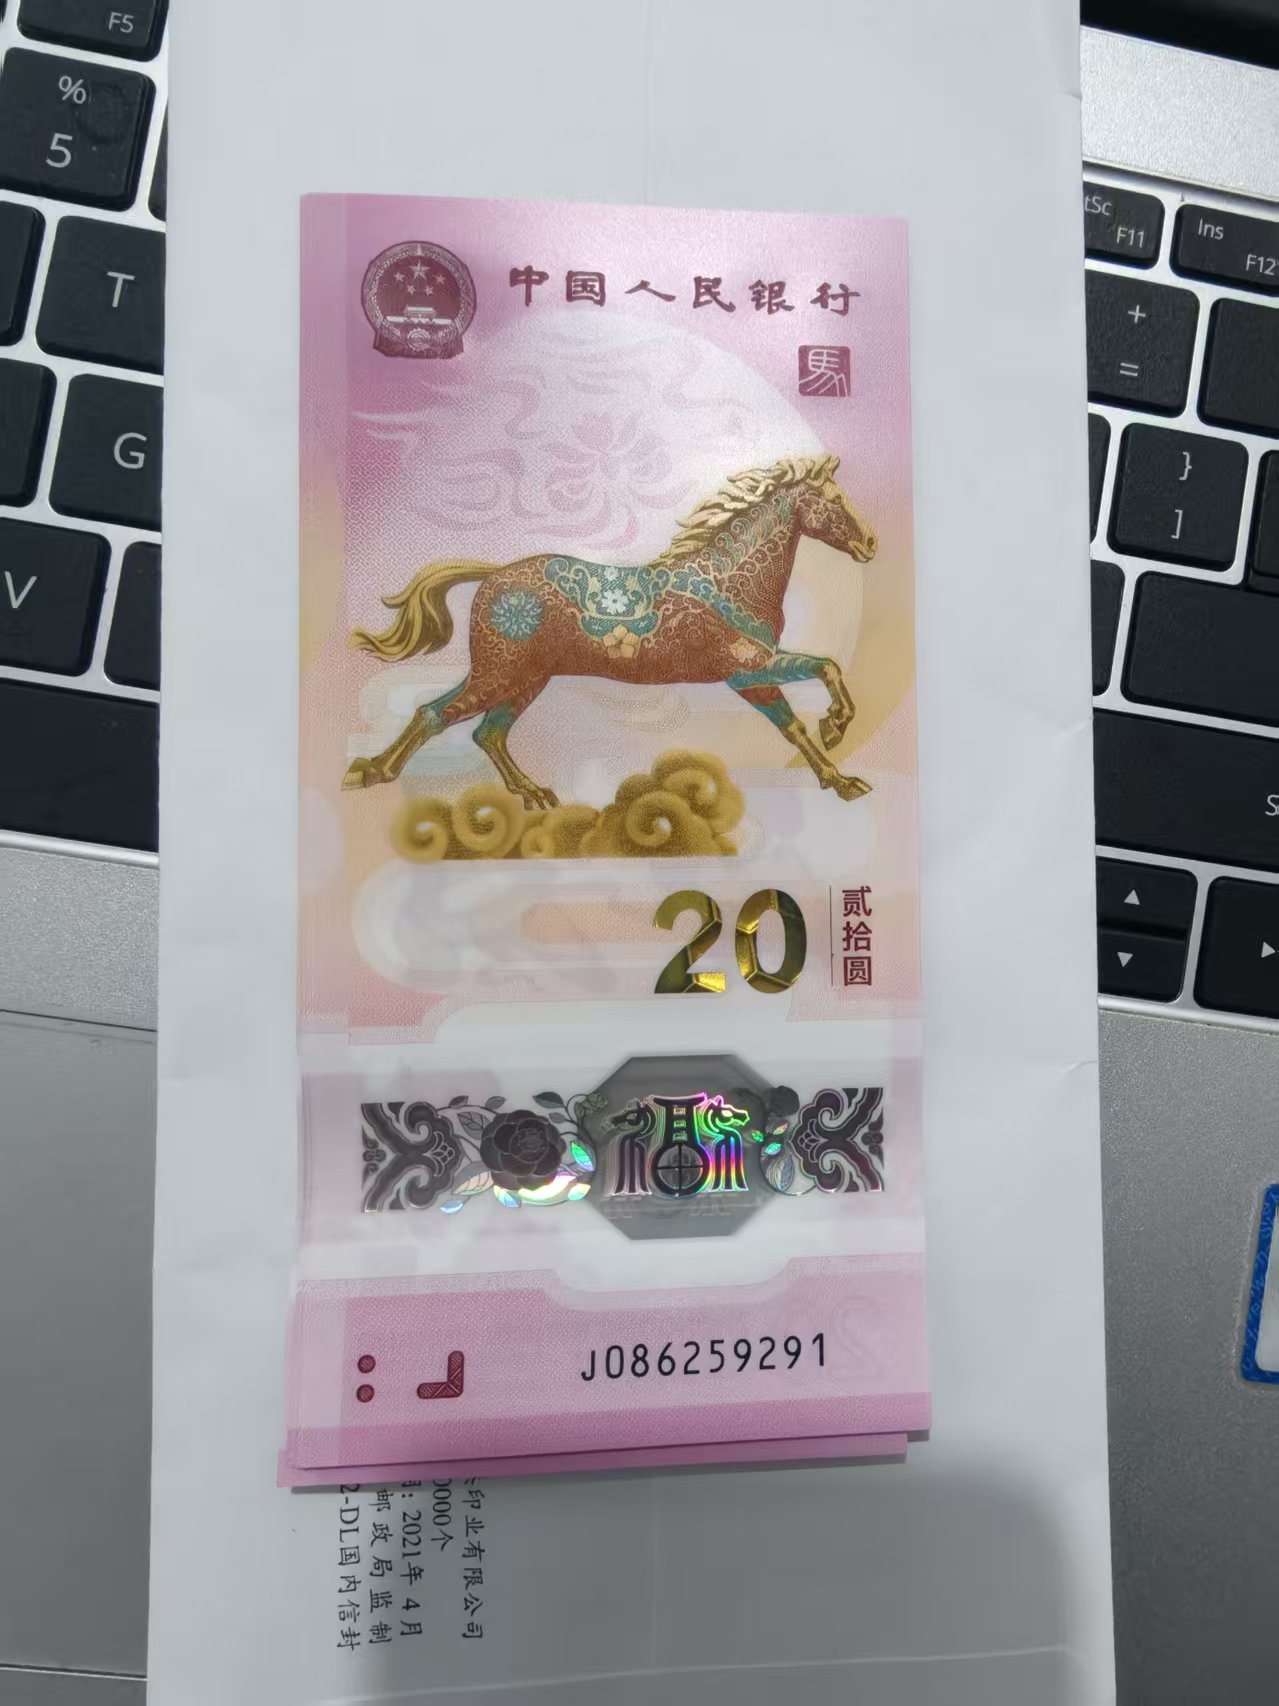 F5
%
5
T
G
V
中国人民银行
馬
20
贰拾圆
J086259291
tSc
F11
Ins
F12
+
=
}
]
S
印业有限公司
0000个
: 2021年 4月
邮政局监制
2-DL国内信封